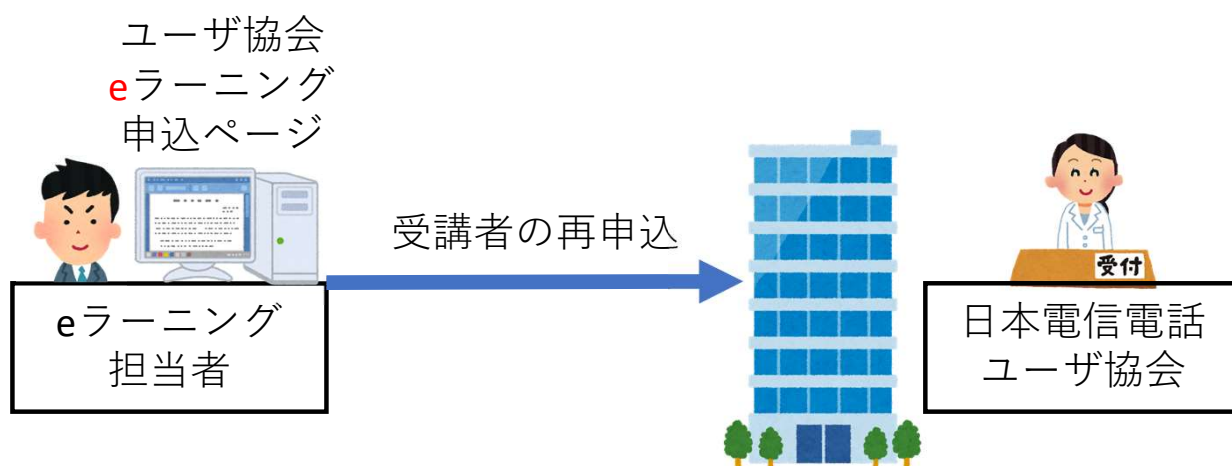 ユーザ協会
eラーニング
申込ページ
受講者の再申込
受付
eラーニング
担当者
日本電信電話
ユーザ協会